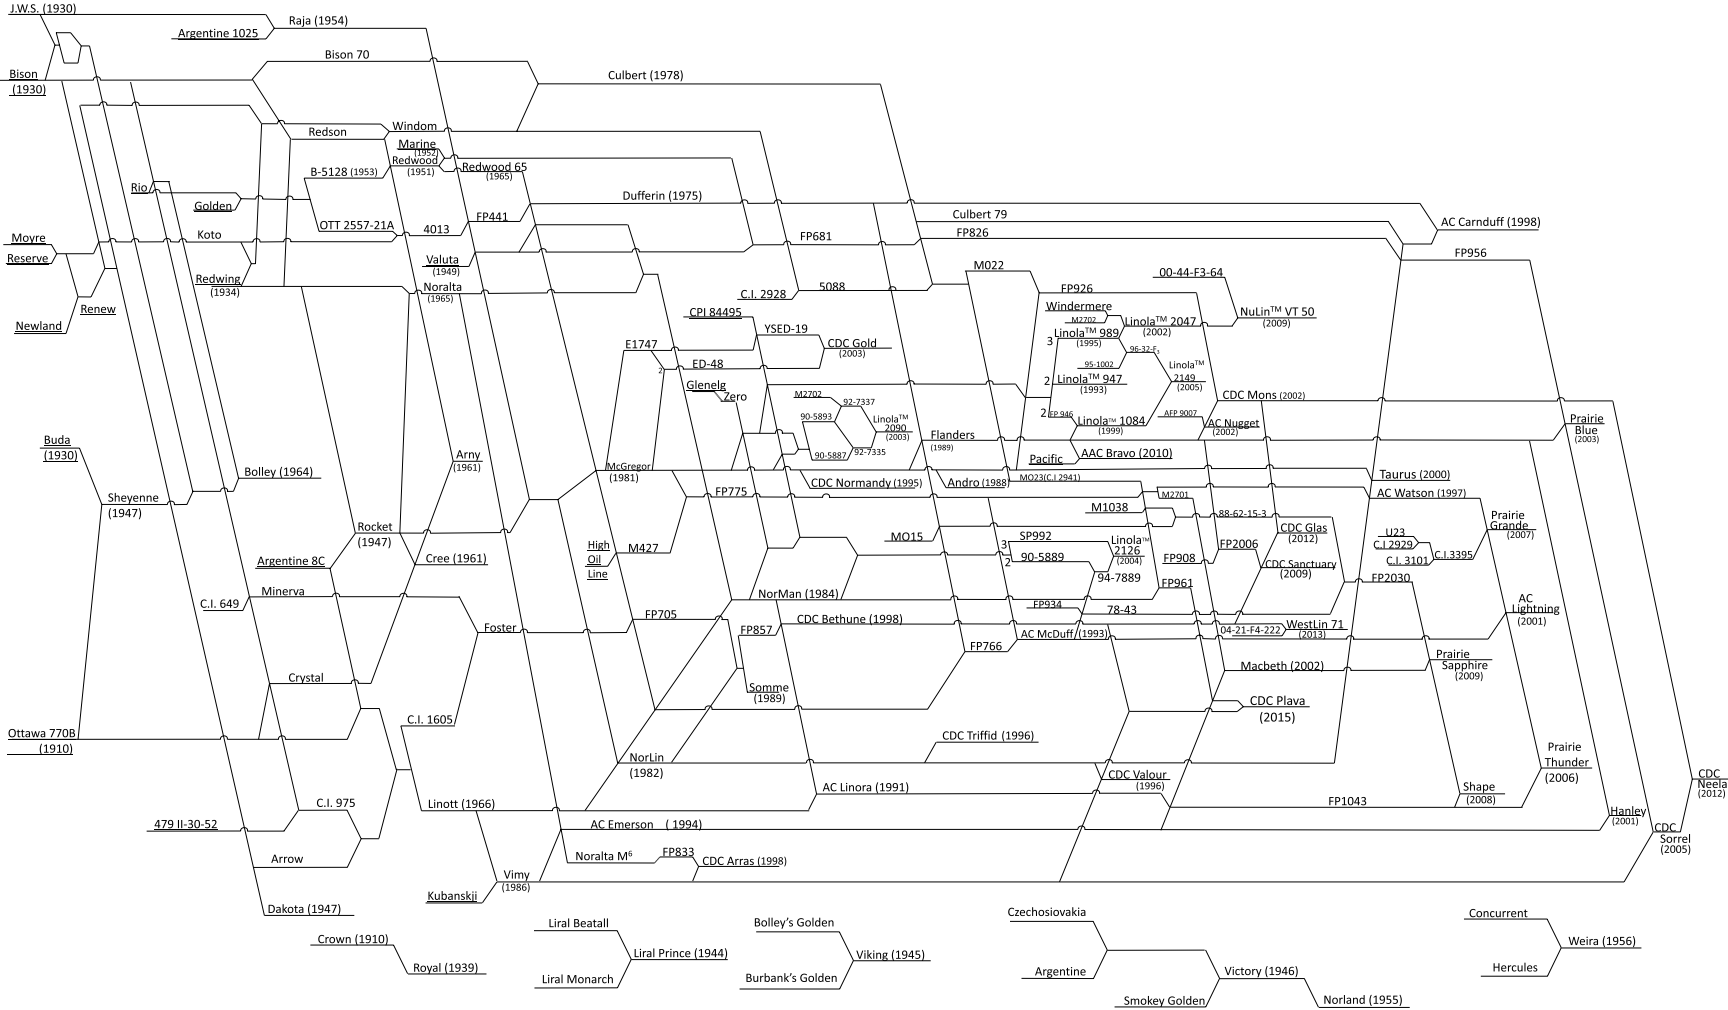 J.W.S. (1930)
Raja (1954)
Argentine 1025
Bison 70
Bison
(1930)
Culbert (1978)
Redson
Windom
Marine
(1952)
B-5128 (1953)
Redwood
(1951)
Redwood 65
(1965)
Rio
Golden
Dufferin (1975)
OTT 2557-21A
4013
FP441
Culbert 79
AC Carnduff (1998)
Moyre
Koto
Reserve
FP681
FP826
FP956
Valuta
(1949)
Redwing
(1934)
Noralta
(1965)
M022
00-44-F3-64
C.I. 2928
5088
FP926
Renew
Newland
CPI 84495
Windermere
M2702
Linola™ 2047
(2002)
NuLin™ VT 50
(2009)
YSED-19
E1747
CDC Gold
(2003)
3
Linola™ 989
(1995)
96-32-F3
2
ED-48
95-1002
Linola™
2149
(2005)
2
Linola™ 947
(1993)
Glenelg
Zero
M2702
92-7337
CDC Mons (2002)
90-5893
Linola™
2090
(2003)
2
FP 946
Linola™ 1084
(1999)
AFP 9007
AC Nugget
(2002)
Prairie
Blue
(2003)
Buda
(1930)
Flanders
(1989)
90-5887
92-7335
Pacific
AAC Bravo (2010)
Arny
(1961)
Bolley (1964)
McGregor
(1981)
CDC Normandy (1995)
Andro (1988)
MO23(C.I 2941)
Taurus (2000)
Sheyenne
(1947)
FP775
M2701
AC Watson (1997)
M1038
88-62-15-3
Prairie
Grande
(2007)
Rocket
(1947)
MO15
SP992
3
CDC Glas
(2012)
U23
C.I 2929
C.I. 3101
C.I.3395
High
Oil
Line
M427
Linola™
2126
(2004)
2
90-5889
94-7889
FP908
FP2006
CDC Sanctuary
(2009)
Argentine 8C
Cree (1961)
FP2030
Minerva
C.I. 649
NorMan (1984)
FP961
FP934
78-43
AC
Lightning
(2001)
Foster
FP705
FP857
CDC Bethune (1998)
AC McDuff (1993)
04-21-F4-222
WestLin 71
(2013)
FP766
Prairie
Sapphire
(2009)
Macbeth (2002)
Crystal
Somme
(1989)
CDC Plava
(2015)
C.I. 1605
Ottawa 770B
(1910)
CDC Triffid (1996)
Prairie
Thunder
(2006)
NorLin
(1982)
CDC Valour
(1996)
CDC
Neela
(2012)
AC Linora (1991)
Shape
(2008)
C.I. 975
Linott (1966)
FP1043
Hanley
(2001)
479 II-30-52
AC Emerson ( 1994)
CDC
Sorrel
(2005)
Arrow
Noralta M6
FP833
CDC Arras (1998)
Vimy
(1986)
Kubanskji
Dakota (1947)
Crown (1910)
Royal (1939)
Liral Beatall
Liral Prince (1944)
Liral Monarch
Bolley’s Golden
Viking (1945)
Burbank’s Golden
Czechosiovakia
Argentine
Victory (1946)
Smokey Golden
Norland (1955)
Concurrent
Weira (1956)
Hercules